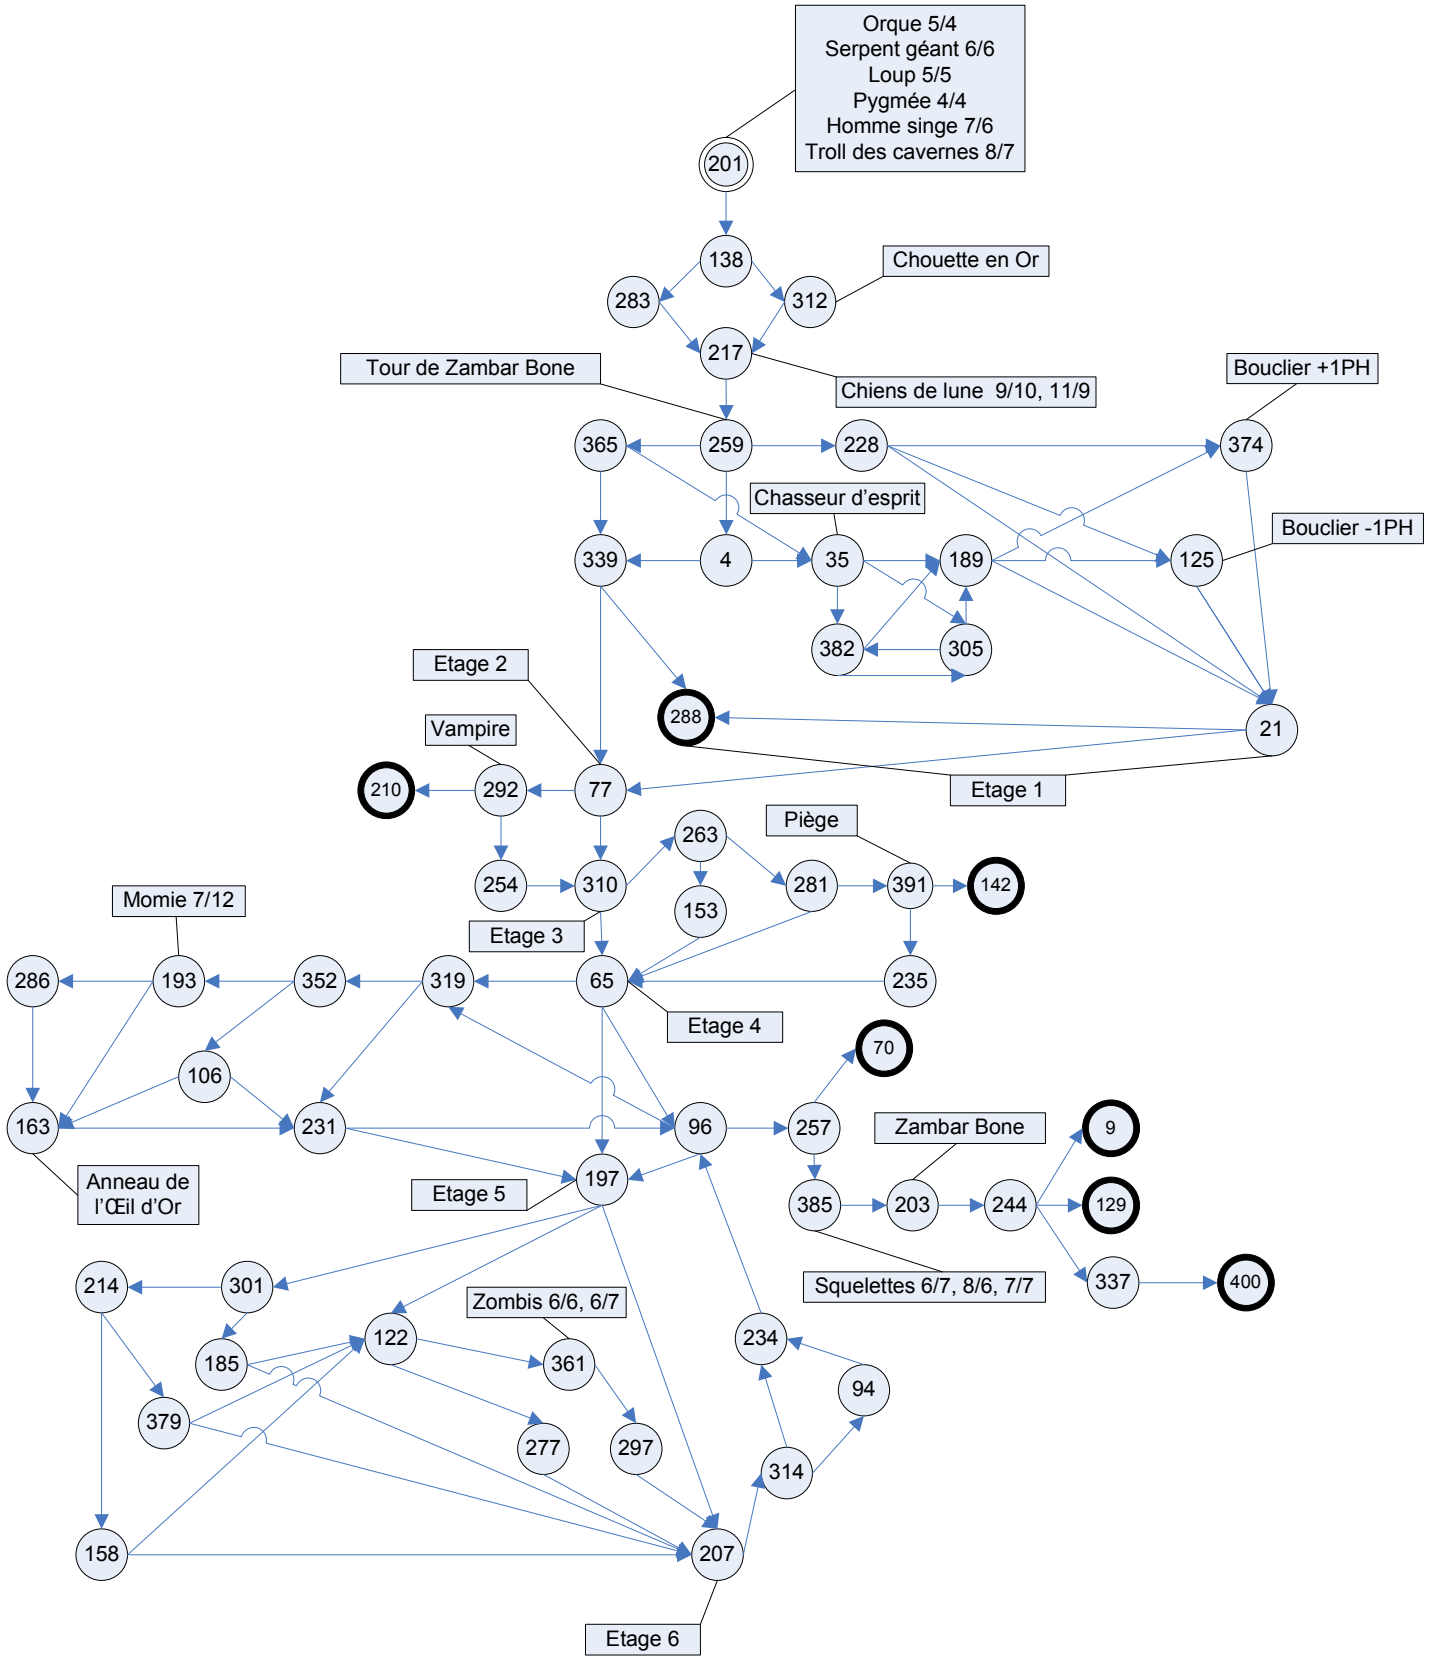 Orque 5/4
Serpent géant 6/6
Loup 5/5
Pygmée 4/4
Homme singe 7/6
Troll des cavernes 8/7
201
138
Chouette en Or
283
312
217
Tour de Zambar Bone
Chiens de lune 9/10, 11/9
Bouclier +1PH
365
259
228
374
Chasseur d'esprit
Bouclier -1PH
339
4
35
189
125
382
305
Etage 2
288
21
Vampire
210
292
77
Etage 1
Piège
263
254
310
281
391
142
Momie 7/12
153
Etage 3
286
193
352
319
65
235
Etage 4
70
106
163
231
96
257
Zambar Bone
9
Anneau de
l'Œil d'Or
Etage 5
197
385
203
244
129
214
301
Zombis 6/6, 6/7
Squelettes 6/7, 8/6, 7/7
337
400
122
234
185
361
94
379
277
297
314
158
207
Etage 6